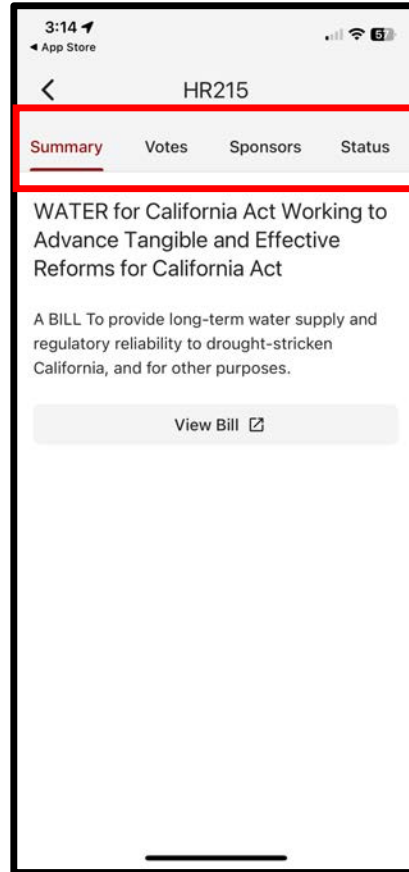 3:14
App Store
57
HR215
Summary Votes Sponsors Status
WATER for California Act Working to
Advance Tangible and Effective
Reforms for California Act
A BILL To provide long-term water supply and
regulatory reliability to drought-stricken
California, and for other purposes.
View Bill